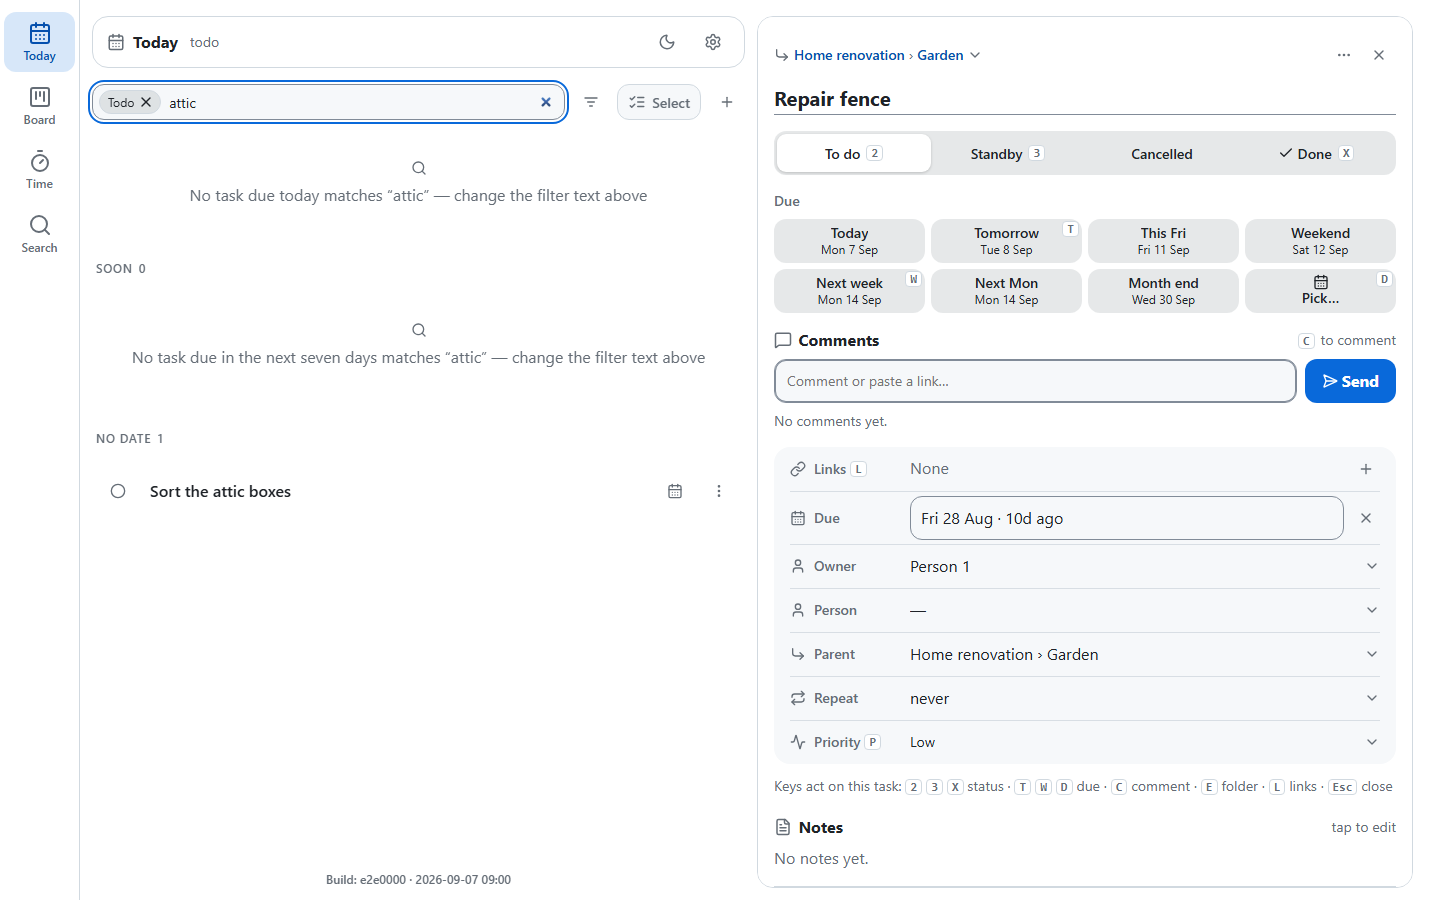 Today
Board
Time
Search
Today todo
Todo attic
Select
No task due today matches “attic” — change the filter text above
SOON 0
No task due in the next seven days matches “attic” — change the filter text above
NO DATE 1
Sort the attic boxes
Build: e2e0000 · 2026-09-07 09:00
Home renovation › Garden
Repair fence
To do 2 Standby 3 Cancelled Done X
Due
Today Tomorrow T This Fri Weekend
Mon 7 Sep Tue 8 Sep Fri 11 Sep Sat 12 Sep
Next week W Next Mon Month end D
Mon 14 Sep Mon 14 Sep Wed 30 Sep Pick...
Comments C to comment
Comment or paste a link...
Send
No comments yet.
Links L None
Due Fri 28 Aug · 10d ago
Owner Person 1
Person —
Parent Home renovation › Garden
Repeat never
Priority P Low
Keys act on this task: 2 3 X status · T W D due · C comment · E folder · L links · Esc close
Notes tap to edit
No notes yet.